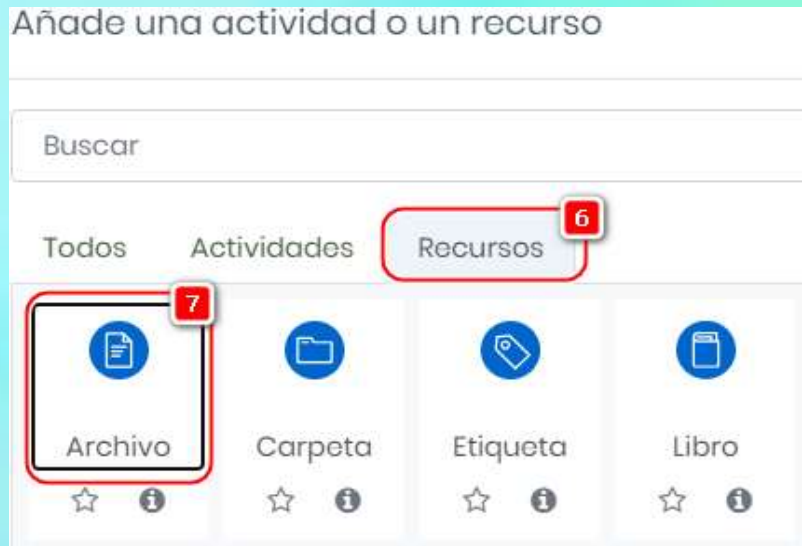 Añade una actividad o un recurso
Buscar
6
Todos Actividades Recursos
7
Archivo Carpeta Etiqueta Libro